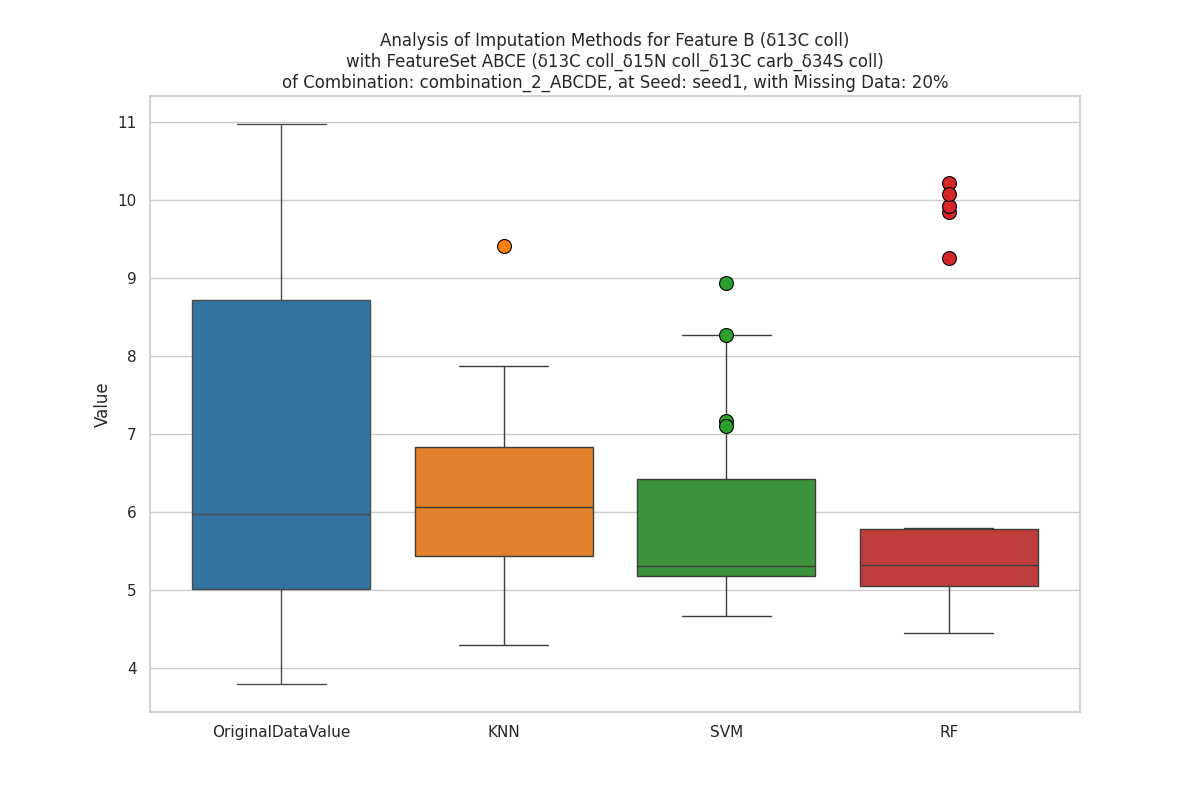 Analysis of Imputation Methods for Feature B (δ13C coll)
with FeatureSet ABCE (δ13C coll_δ15N coll_δ13C carb_δ34S coll)
of Combination: combination_2_ABCDE, at Seed: seed1, with Missing Data: 20%
11
10
9
8
7
6
5
4
Value
OriginalDataValue
KNN
SVM
RF